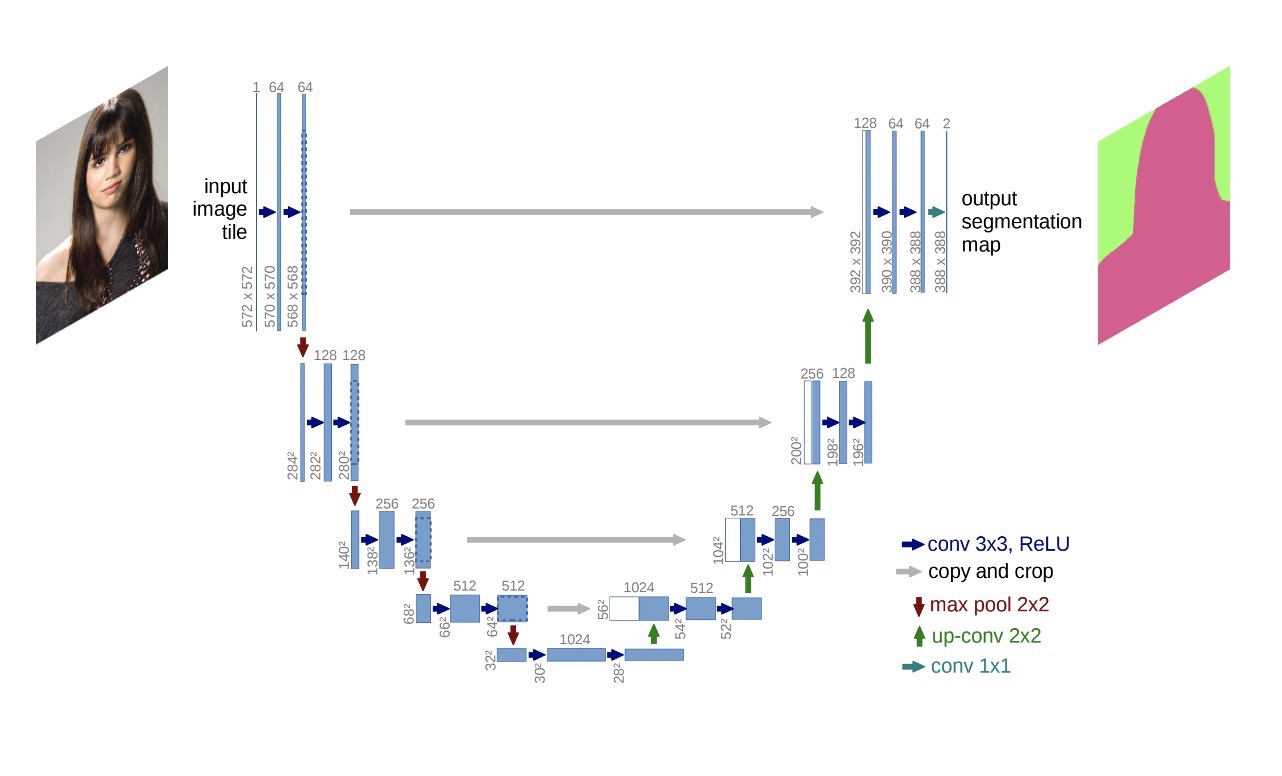 1 64 64
input
image
tile
572 x 572
570 x 570
568 x 568
128 64 64 2
392 x 392
390 x 390
388 x 388
388 x 388
output
segmentation
map
128 128
284²
282²
280²
256 128
200²
198²
196²
256 256
140²
138²
136²
512 256
104²
102²
100²
512 512
68²
66²
64²
1024 512
56²
54²
52²
1024
32²
30²
28²
conv 3x3, ReLU
copy and crop
max pool 2x2
up-conv 2x2
conv 1x1